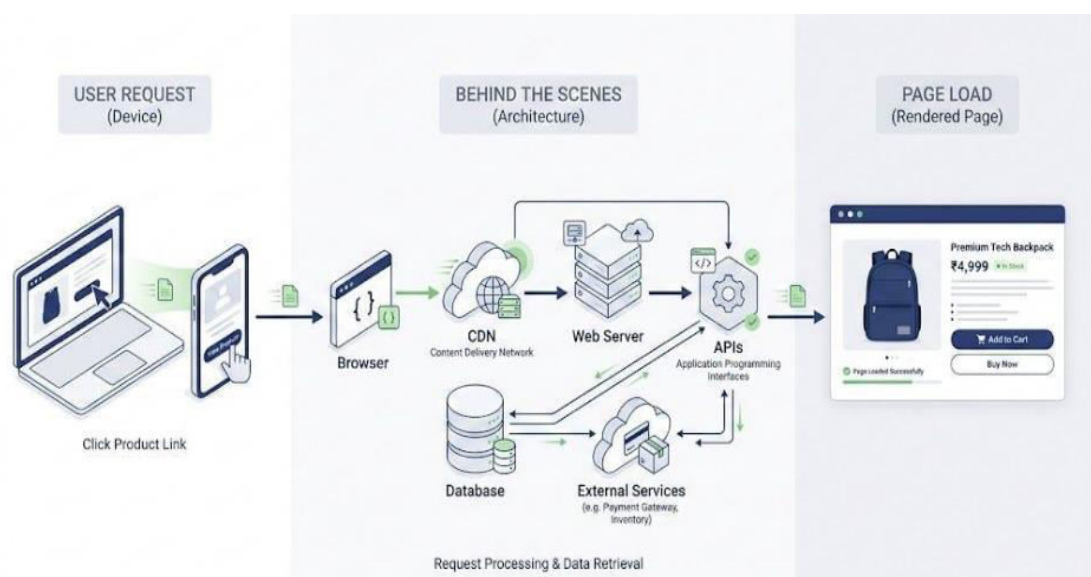 USER REQUEST
(Device)
BEHIND THE SCENES
(Architecture)
PAGE LOAD
(Rendered Page)
View Product
Click Product Link
{ }
{}
Browser
CDN
Content Delivery Network
Web Server
</>
APIs
Application Programming
Interfaces
Database
External Services
(e.g. Payment Gateway,
Inventory)
Request Processing & Data Retrieval
Premium Tech Backpack
₹4,999
In Stock
Add to Cart
Buy Now
Page Loaded Successfully